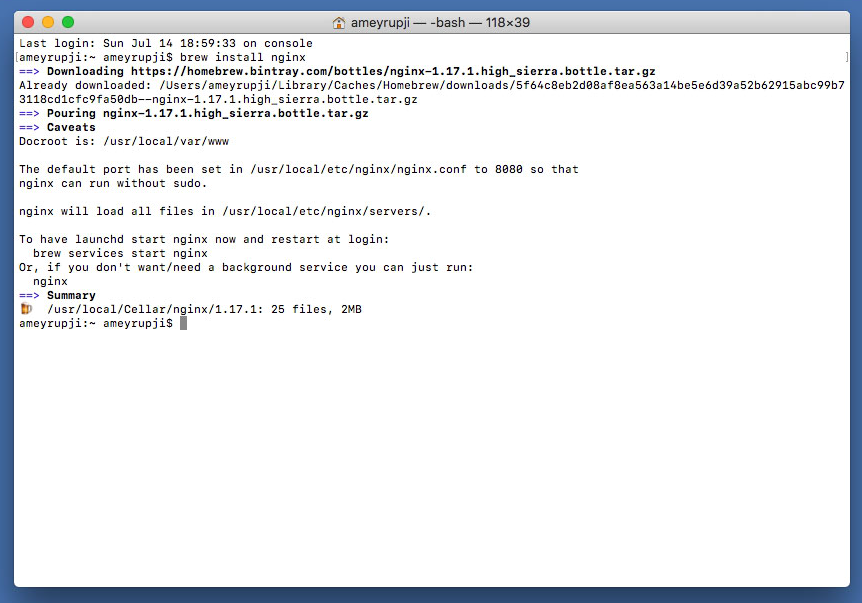 ameyrupji — -bash — 118×39
Last login: Sun Jul 14 18:59:33 on console
[ameyrupji:~ ameyrupji$ brew install nginx ]
==> Downloading https://homebrew.bintray.com/bottles/nginx-1.17.1.high_sierra.bottle.tar.gz
Already downloaded: /Users/ameyrupji/Library/Caches/Homebrew/downloads/5f64c8eb2d08af8ea563a14be5e6d39a52b62915abc99b7
3118cd1cfc9fa50db--nginx-1.17.1.high_sierra.bottle.tar.gz
==> Pouring nginx-1.17.1.high_sierra.bottle.tar.gz
==> Caveats
Docroot is: /usr/local/var/www
The default port has been set in /usr/local/etc/nginx/nginx.conf to 8080 so that
nginx can run without sudo.
nginx will load all files in /usr/local/etc/nginx/servers/.
To have launchd start nginx now and restart at login:
  brew services start nginx
Or, if you don't want/need a background service you can just run:
  nginx
==> Summary
🍺  /usr/local/Cellar/nginx/1.17.1: 25 files, 2MB
ameyrupji:~ ameyrupji$